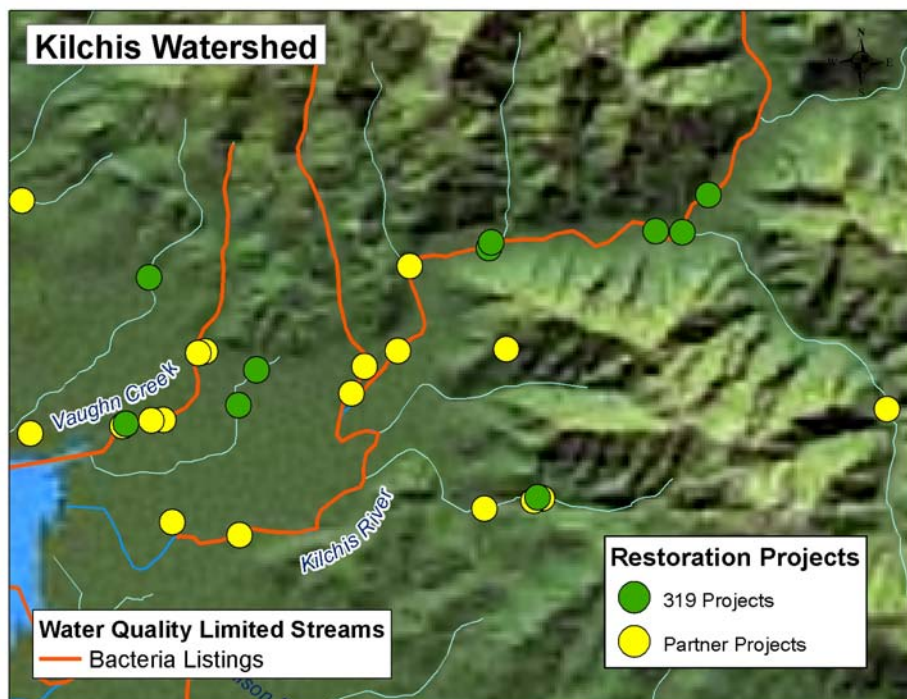 Kilchis Watershed
N
W E
S
Vaughn Creek
Kilchis River
Restoration Projects
319 Projects
Partner Projects
Water Quality Limited Streams
Bacteria Listings